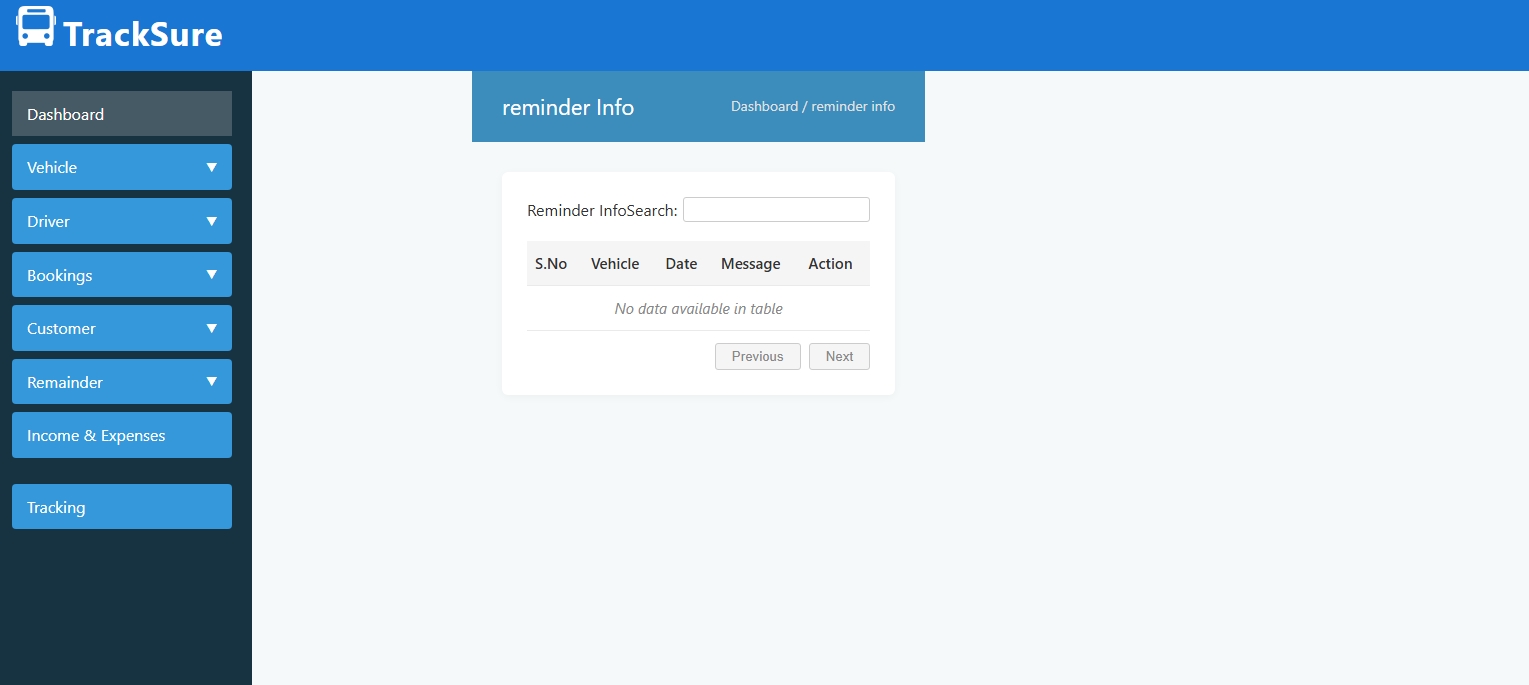 TrackSure
Dashboard
Vehicle
Driver
Bookings
Customer
Remainder
Income & Expenses
Tracking
reminder Info
Dashboard / reminder info
Reminder InfoSearch:
S.No Vehicle Date Message Action
No data available in table
Previous Next